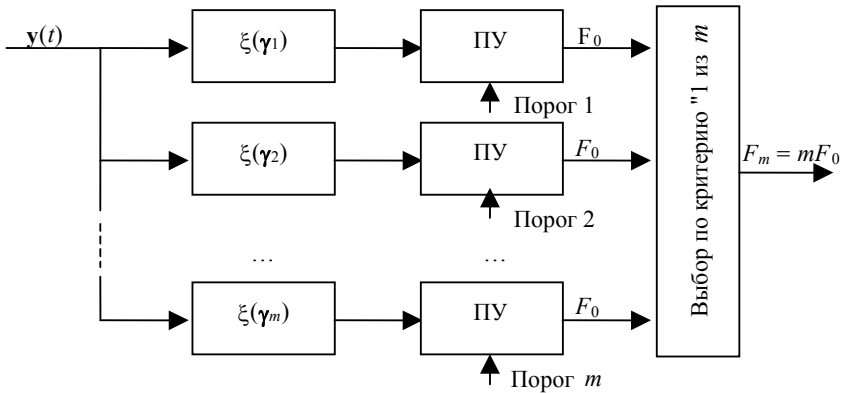 y(t)
ξ(γ1)
ПУ
F0
Порог 1
ξ(γ2)
ПУ
F0
Порог 2
...
...
ξ(γm)
ПУ
F0
Порог m
Выбор по критерию "1 из m
Fm = mF0